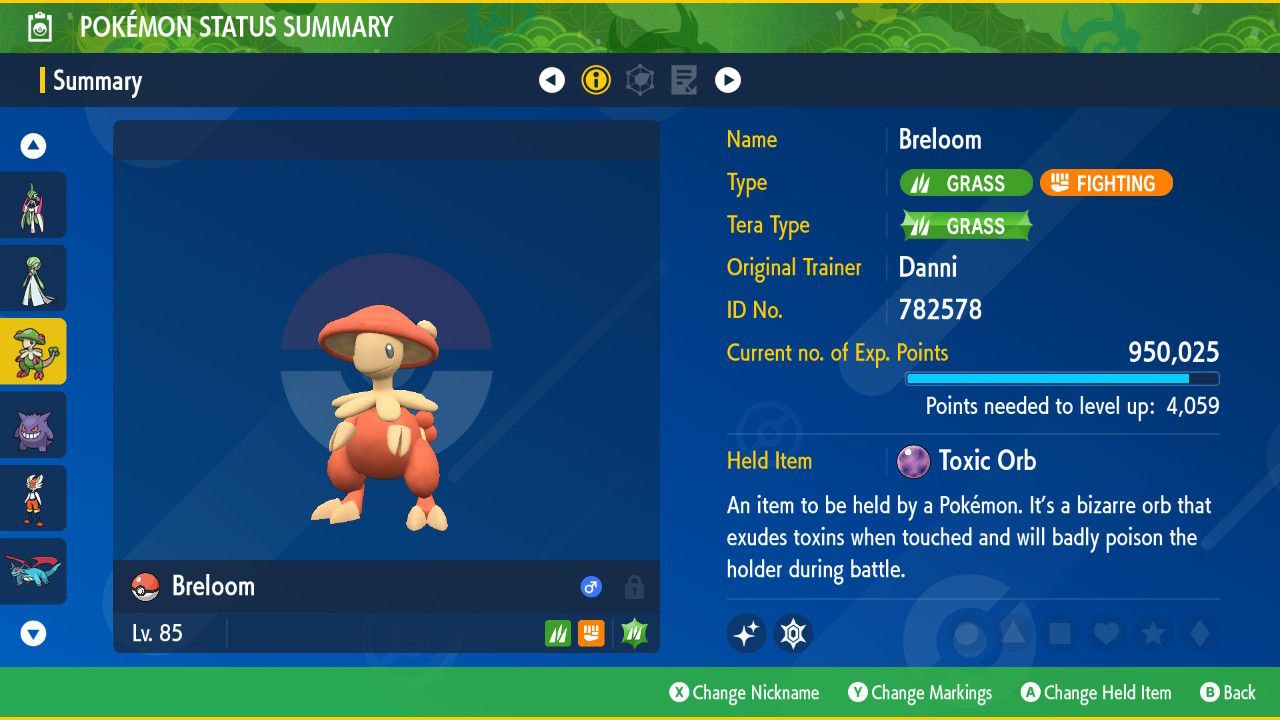 POKÉMON STATUS SUMMARY
Summary
Name Breloom
Type GRASS FIGHTING
Tera Type GRASS
Original Trainer Danni
ID No. 782578
Current no. of Exp. Points 950,025
Points needed to level up: 4,059
Held Item Toxic Orb
An item to be held by a Pokémon. It's a bizarre orb that
exudes toxins when touched and will badly poison the
holder during battle.
Breloom
Lv. 85
X Change Nickname Y Change Markings A Change Held Item B Back